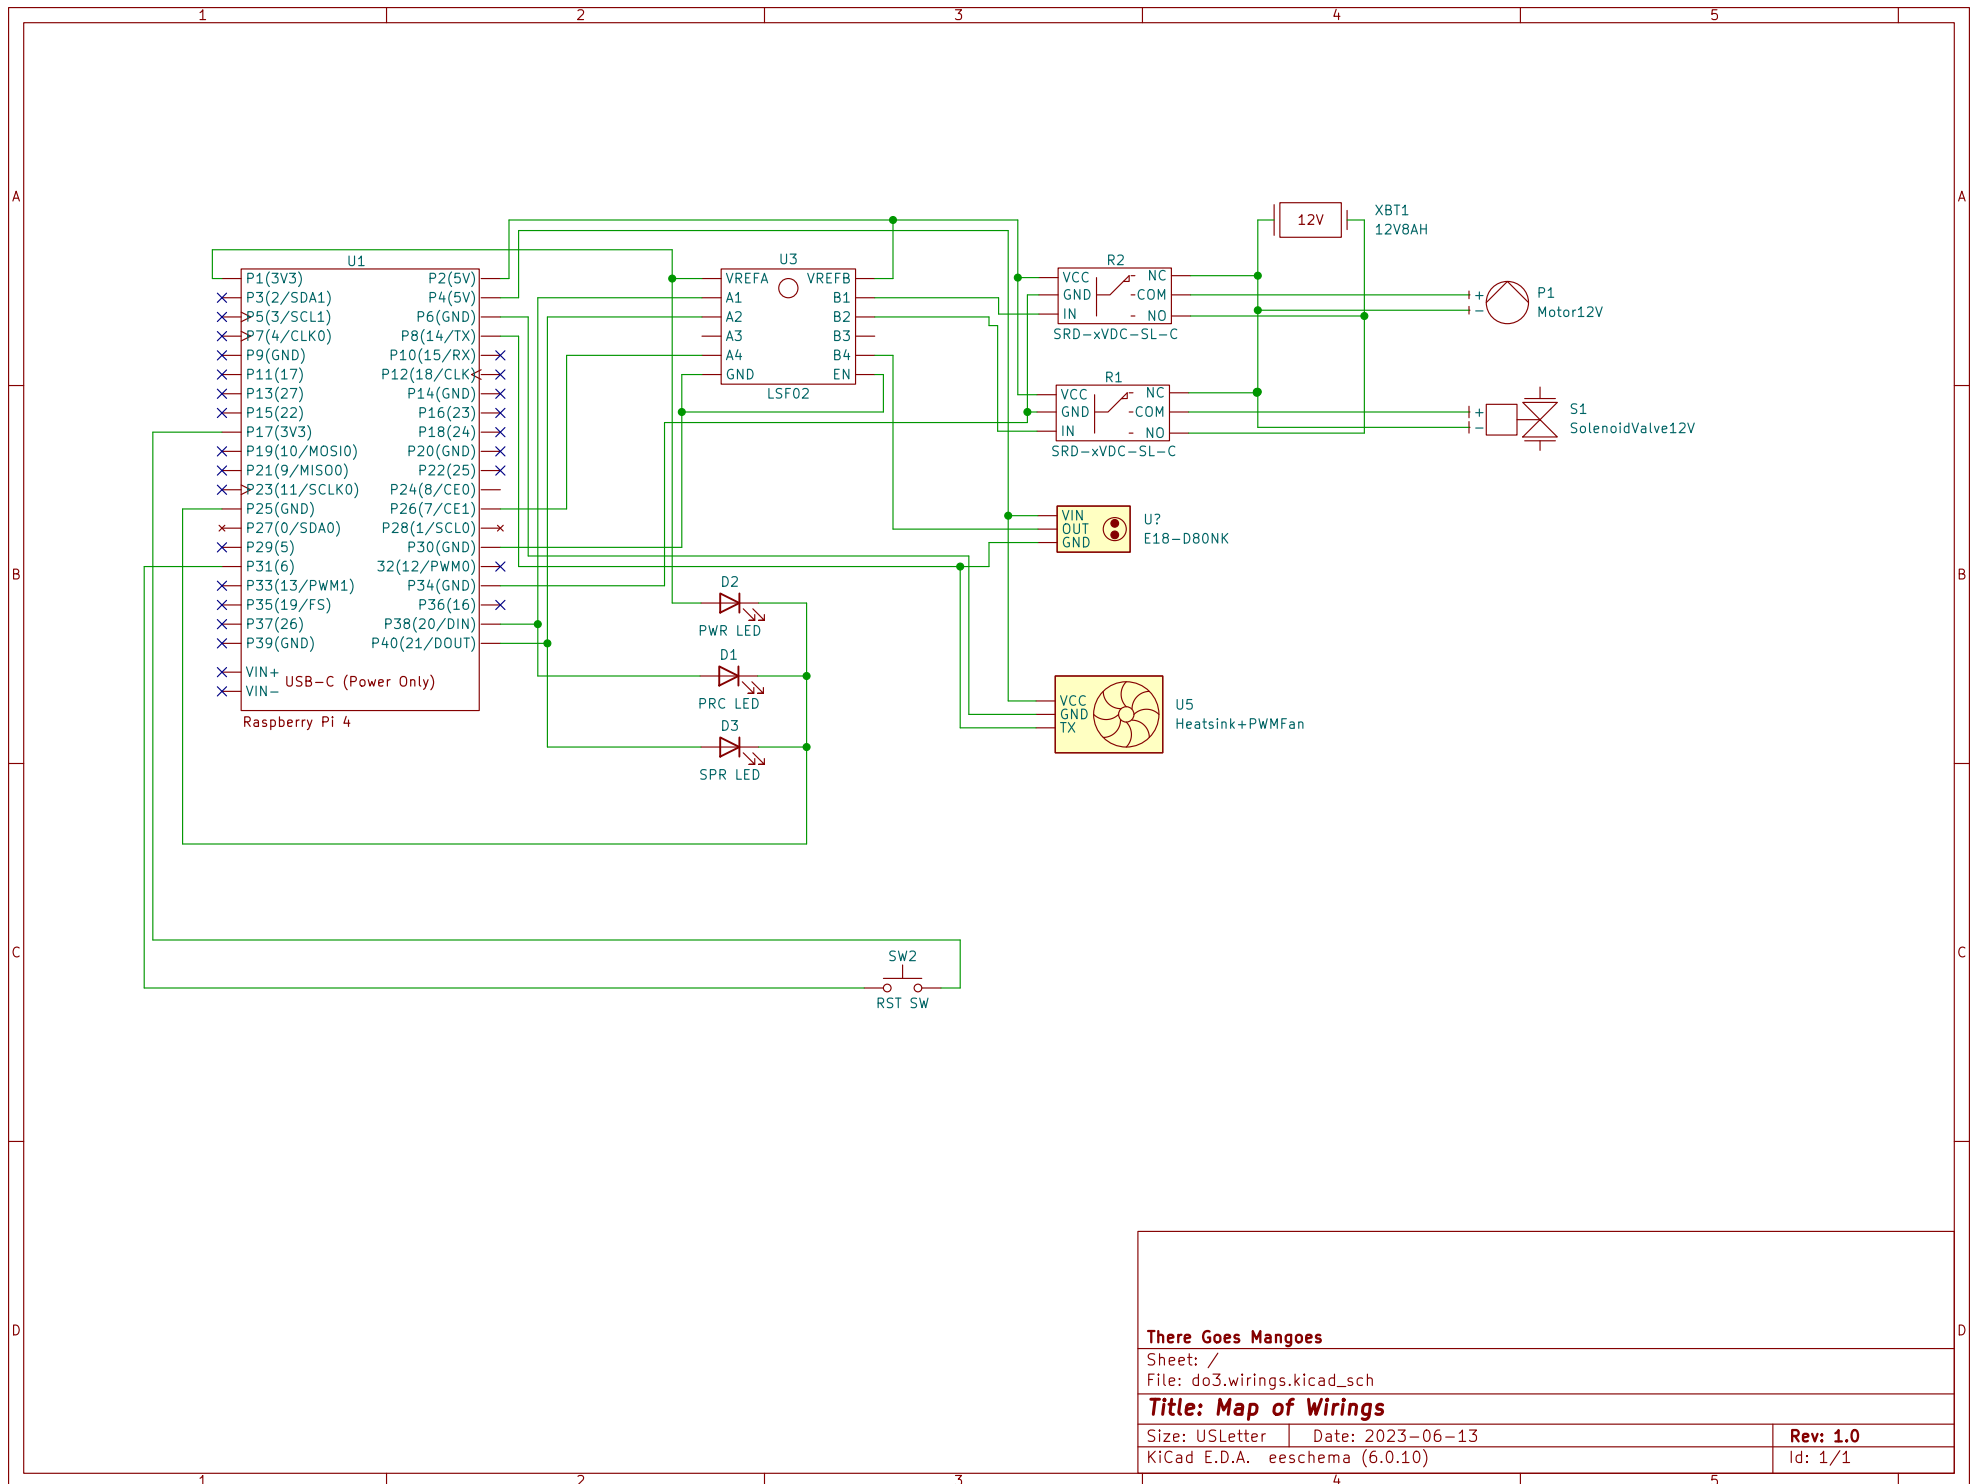 1 2 3 4 5
A A
B B
C C
D D
1 2 3 4 5
U1
P1(3V3) P2(5V)
P3(2/SDA1) P4(5V)
P5(3/SCL1) P6(GND)
P7(4/CLK0) P8(14/TX)
P9(GND) P10(15/RX)
P11(17) P12(18/CLK)
P13(27) P14(GND)
P15(22) P16(23)
P17(3V3) P18(24)
P19(10/MOSI0) P20(GND)
P21(9/MISO0) P22(25)
P23(11/SCLK0) P24(8/CE0)
P25(GND) P26(7/CE1)
P27(0/SDA0) P28(1/SCL0)
P29(5) P30(GND)
P31(6) 32(12/PWM0)
P33(13/PWM1) P34(GND)
P35(19/FS) P36(16)
P37(26) P38(20/DIN)
P39(GND) P40(21/DOUT)
VIN+
USB-C (Power Only)
VIN-
Raspberry Pi 4
U3
VREFA VREFB
A1 B1
A2 B2
A3 B3
A4 B4
GND EN
LSF02
D2
PWR LED
D1
PRC LED
D3
SPR LED
SW2
RST SW
R2
VCC - NC
GND -COM
IN - NO
SRD-xVDC-SL-C
R1
VCC - NC
GND -COM
IN - NO
SRD-xVDC-SL-C
12V
XBT1
12V8AH
+
-
P1
Motor12V
+
-
S1
SolenoidValve12V
VIN
OUT
GND
U?
E18-D80NK
VCC
GND
TX
U5
Heatsink+PWMFan
There Goes Mangoes
Sheet: /
File: do3.wirings.kicad_sch
Title: Map of Wirings
Size: USLetter Date: 2023-06-13 Rev: 1.0
KiCad E.D.A. eeschema (6.0.10) Id: 1/1